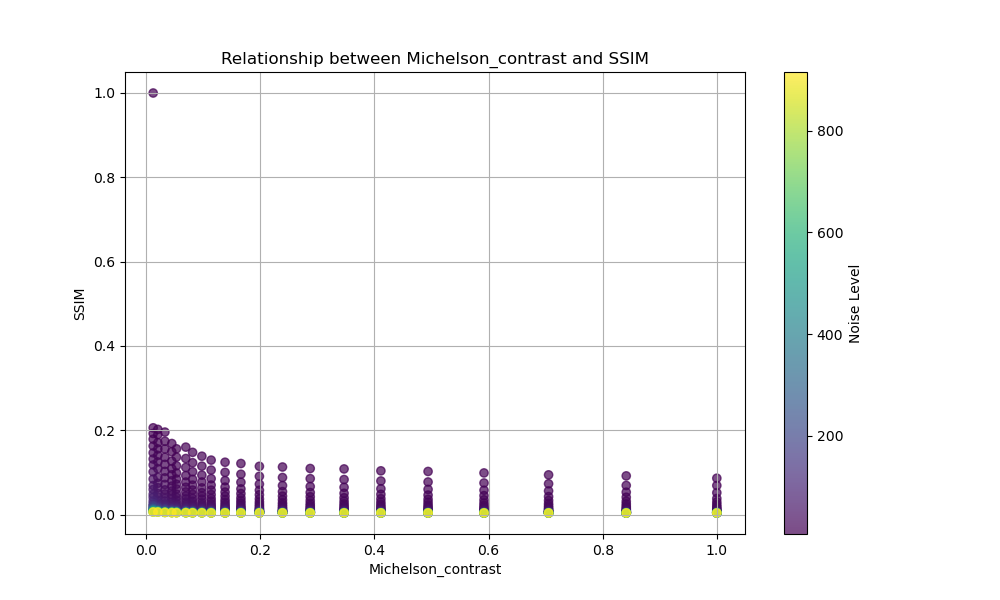 Relationship between Michelson_contrast and SSIM
1.0
0.8
0.6
0.4
0.2
0.0
SSIM
0.0 0.2 0.4 0.6 0.8 1.0
Michelson_contrast
800
600
400
200
Noise Level